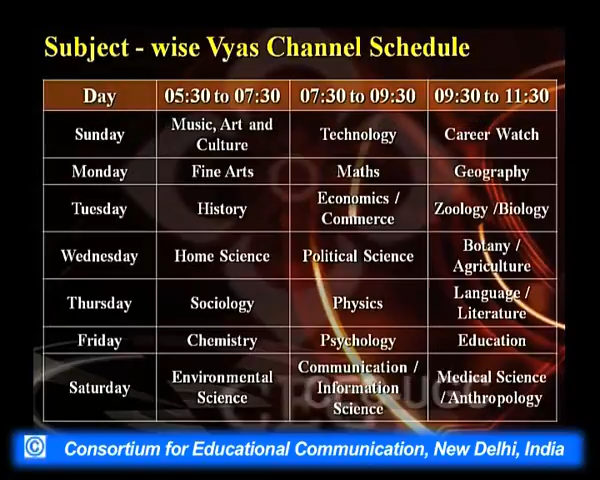 Subject - wise Vyas Channel Schedule
Day 05:30 to 07:30 07:30 to 09:30 09:30 to 11:30
Sunday Music, Art and Culture Technology Career Watch
Monday Fine Arts Maths Geography
Tuesday History Economics / Commerce Zoology /Biology
Wednesday Home Science Political Science Botany / Agriculture
Thursday Sociology Physics Language / Literature
Friday Chemistry Psychology Education
Saturday Environmental Science Communication / Information Science Medical Science / Anthropology
© Consortium for Educational Communication, New Delhi, India